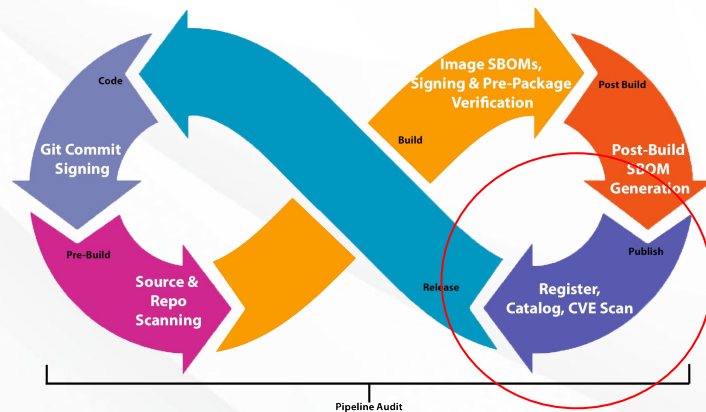 Code
Git Commit
Signing
Pre-Build
Source &
Repo
Scanning
Build
Image SBOMs,
Signing & Pre-Package
Verification
Post Build
Post-Build
SBOM
Generation
Publish
Register,
Catalog, CVE Scan
Release
Pipeline Audit